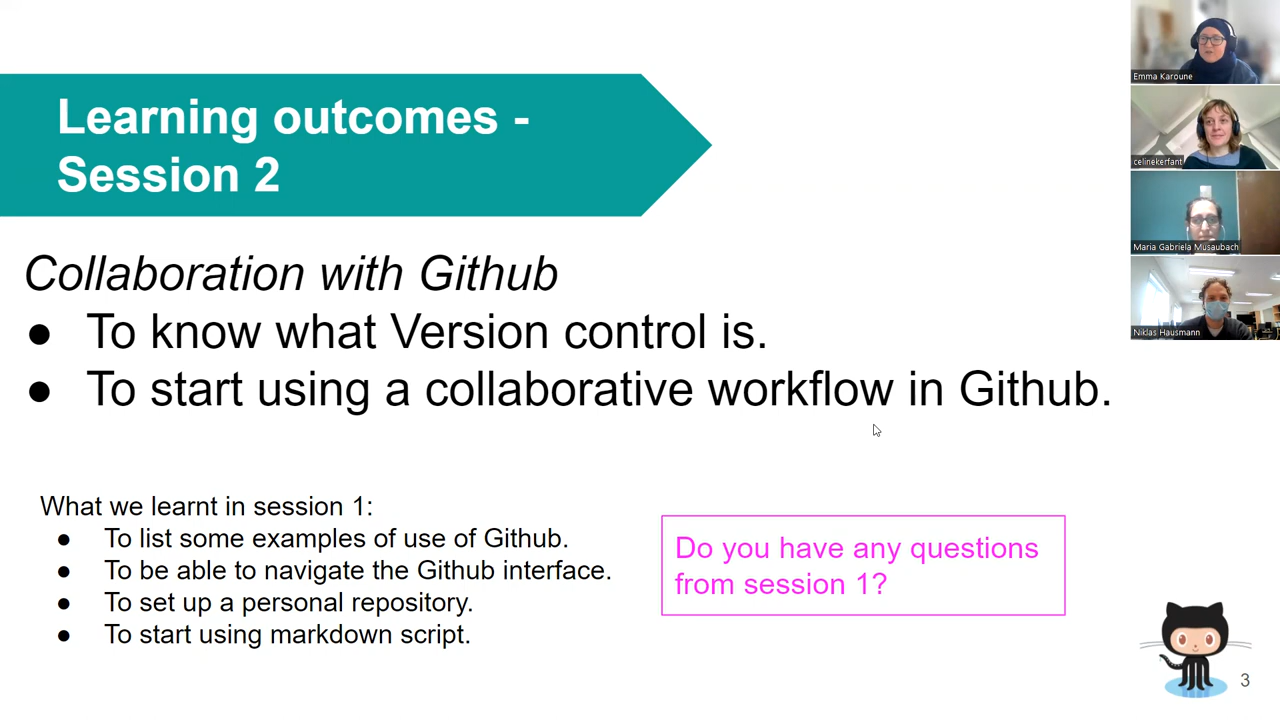 Learning outcomes -
Session 2
Collaboration with Github
● To know what Version control is.
● To start using a collaborative workflow in Github.
What we learnt in session 1:
● To list some examples of use of Github.
● To be able to navigate the Github interface.
● To set up a personal repository.
● To start using markdown script.
Do you have any questions
from session 1?
3
Emma Karoune
celinekerfant
Maria Gabriela Musaubach
Niklas Hausmann